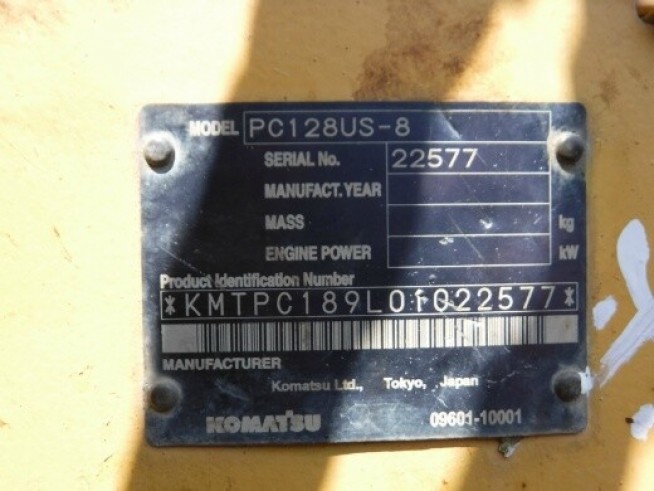 MODEL PC128US-8
SERIAL No. 22577
MANUFACT. YEAR
MASS kg
ENGINE POWER kW
Product Identification Number
*KMTPC189L01022577*
MANUFACTURER
Komatsu Ltd., Tokyo, Japan
KOMATSU 09601-10001